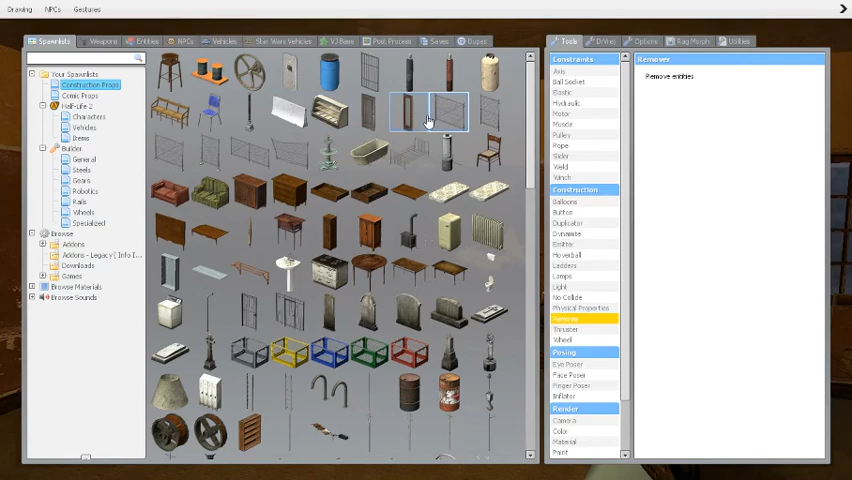 Drawing NPCs Gestures
Spawnlists Weapons Entities NPCs Vehicles Star Wars Vehicles VJ Base Post Process Saves Dupes
Your Spawnlists
Construction Props
Comic Props
Half-Life 2
Characters
Vehicles
Items
Builder
General
Steels
Gears
Robotics
Rails
Wheels
Specialized
Browse
Addons
Addons - Legacy [ Info I...
Downloads
Games
Browse Materials
Browse Sounds
Tools Options Rag Morph Utilities
Constraints
Axis
Ball Socket
Elastic
Hydraulic
Motor
Muscle
Pulley
Rope
Slider
Weld
Winch
Construction
Balloons
Button
Duplicator
Dynamite
Emitter
Hoverball
Ladders
Lamps
Light
No Collide
Physical Properties
Remover
Thruster
Wheel
Posing
Eye Poser
Face Poser
Finger Poser
Inflator
Render
Camera
Color
Material
Paint
Remover
Remove entities